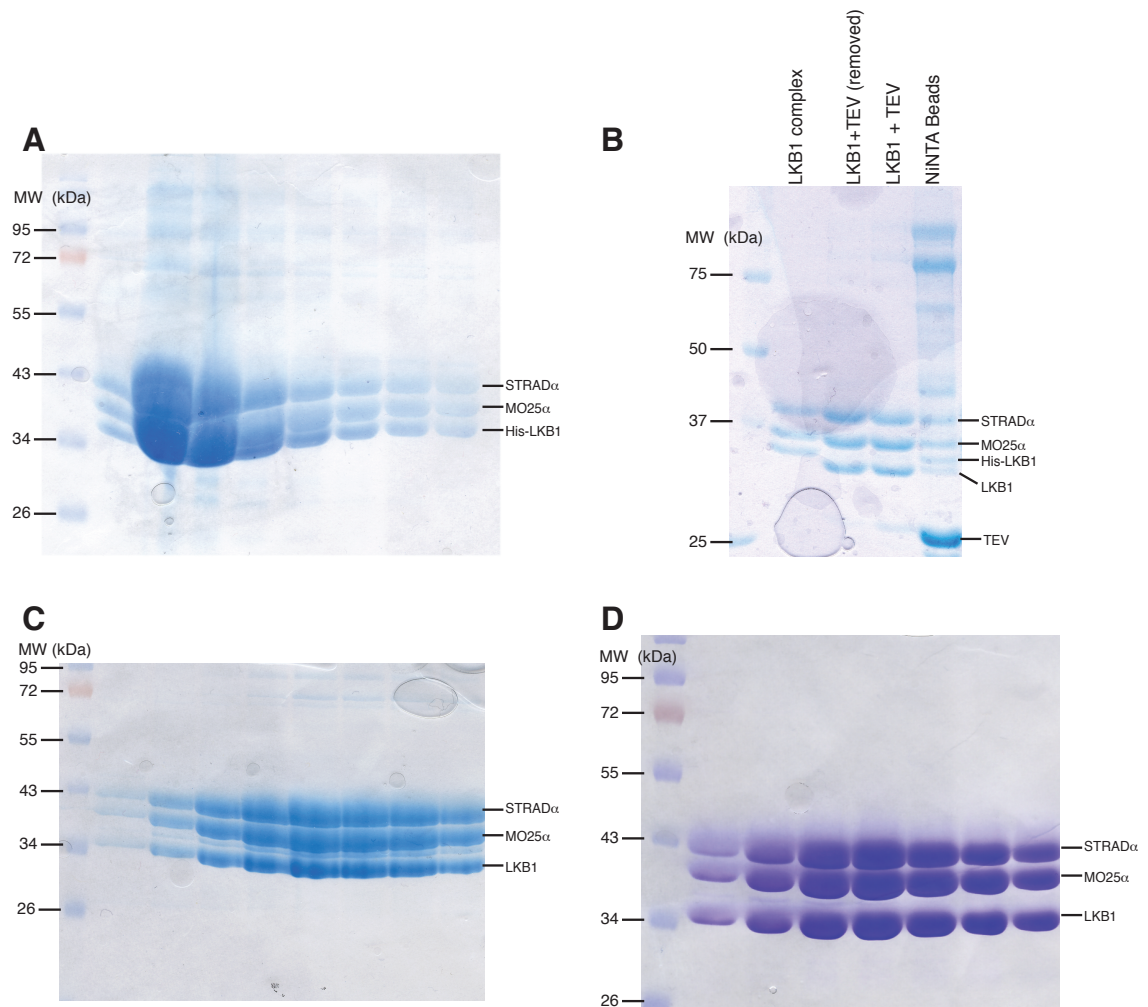 A
MW (kDa)
95
72
55
43
34
26
STRADα
MO25α
His-LKB1
B
LKB1 complex
LKB1+TEV (removed)
LKB1 + TEV
NiNTA Beads
MW (kDa)
75
50
37
25
STRADα
MO25α
His-LKB1
LKB1
TEV
C
MW (kDa)
95
72
55
43
34
26
STRADα
MO25α
LKB1
D
MW (kDa)
95
72
55
43
34
26
STRADα
MO25α
LKB1